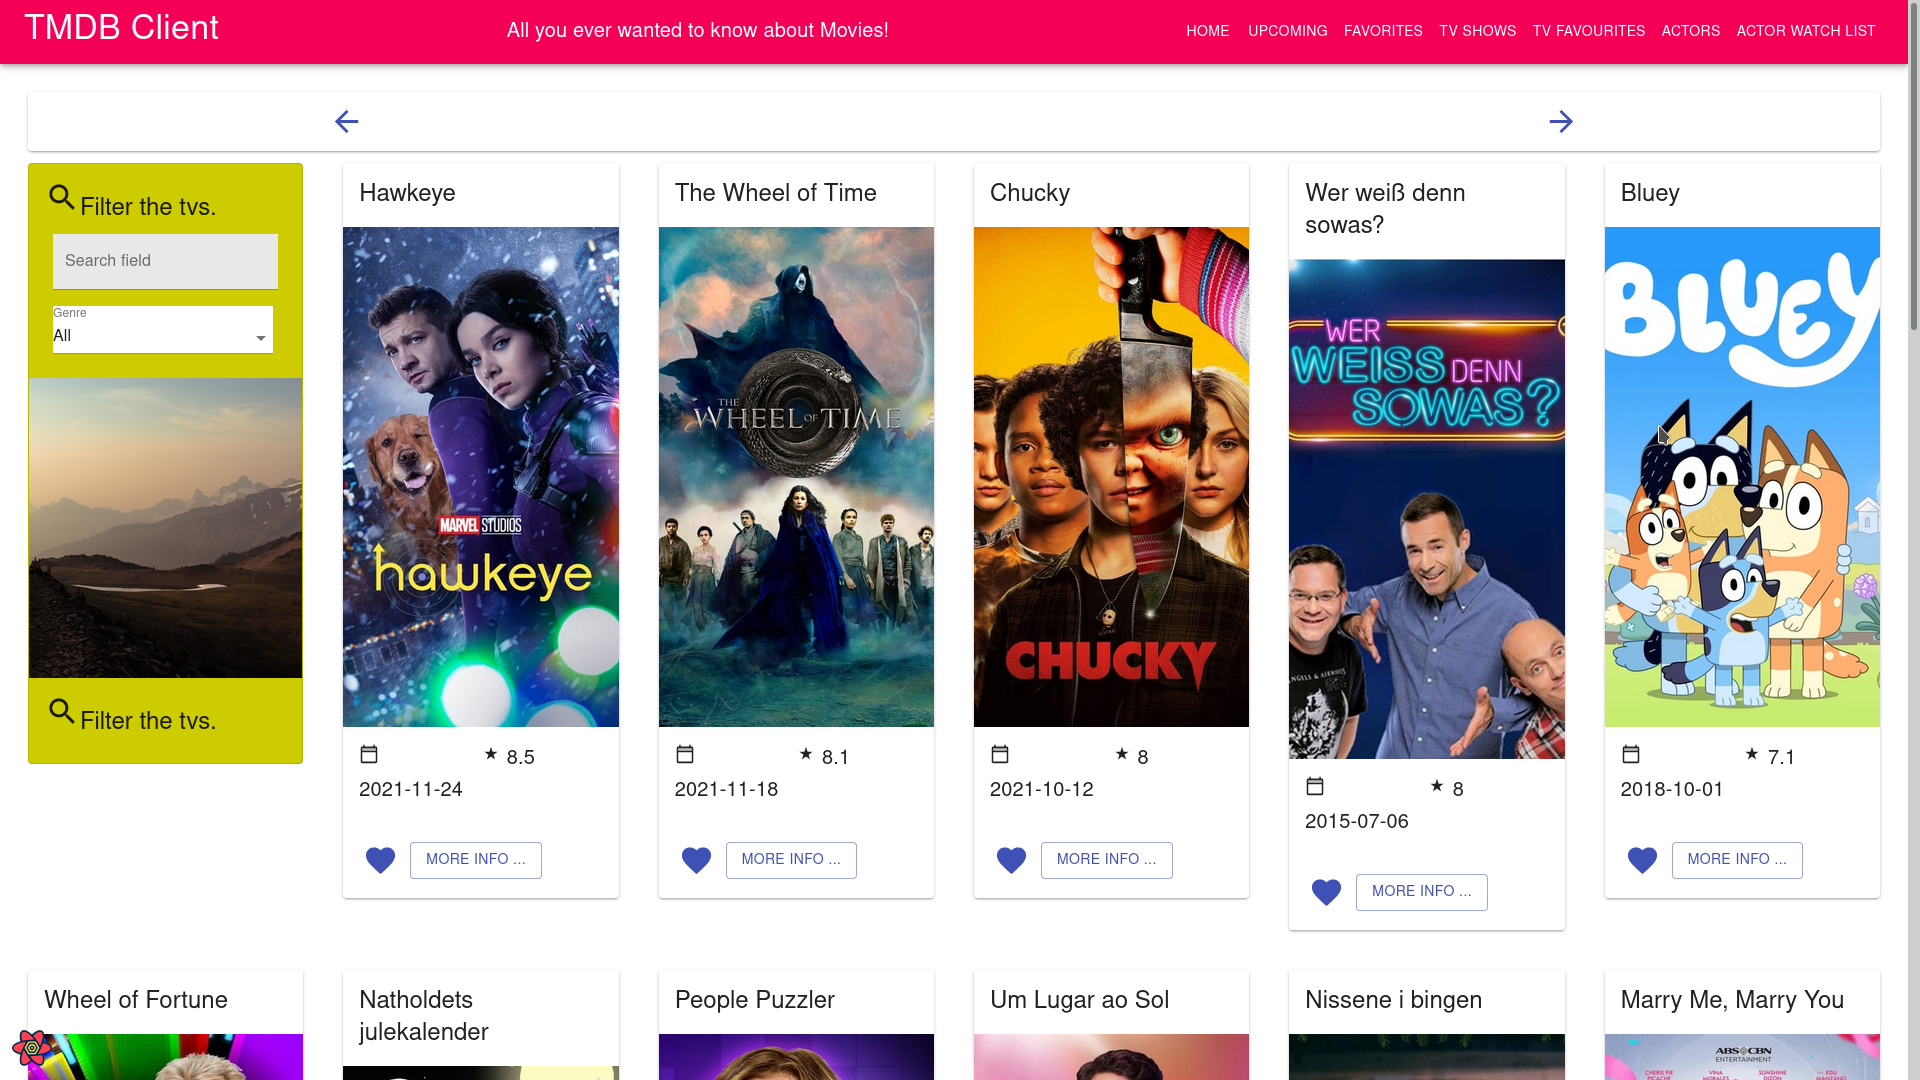 TMDB Client
All you ever wanted to know about Movies!
HOME UPCOMING FAVORITES TV SHOWS TV FAVOURITES ACTORS ACTOR WATCH LIST
Filter the tvs.
Search field
Genre
All
Filter the tvs.
Hawkeye
MARVEL STUDIOS
hawkeye
8.5
2021-11-24
MORE INFO ...
The Wheel of Time
THE
WHEEL OF TIME
8.1
2021-11-18
MORE INFO ...
Chucky
CHUCKY
8
2021-10-12
MORE INFO ...
Wer weiß denn
sowas?
WER
WEISS DENN
SOWAS?
8
2015-07-06
MORE INFO ...
Bluey
BLUEY
7.1
2018-10-01
MORE INFO ...
Wheel of Fortune
Natholdets
julekalender
People Puzzler
Um Lugar ao Sol
Nissene i bingen
Marry Me, Marry You
ABS CBN
ENTERTAINMENT